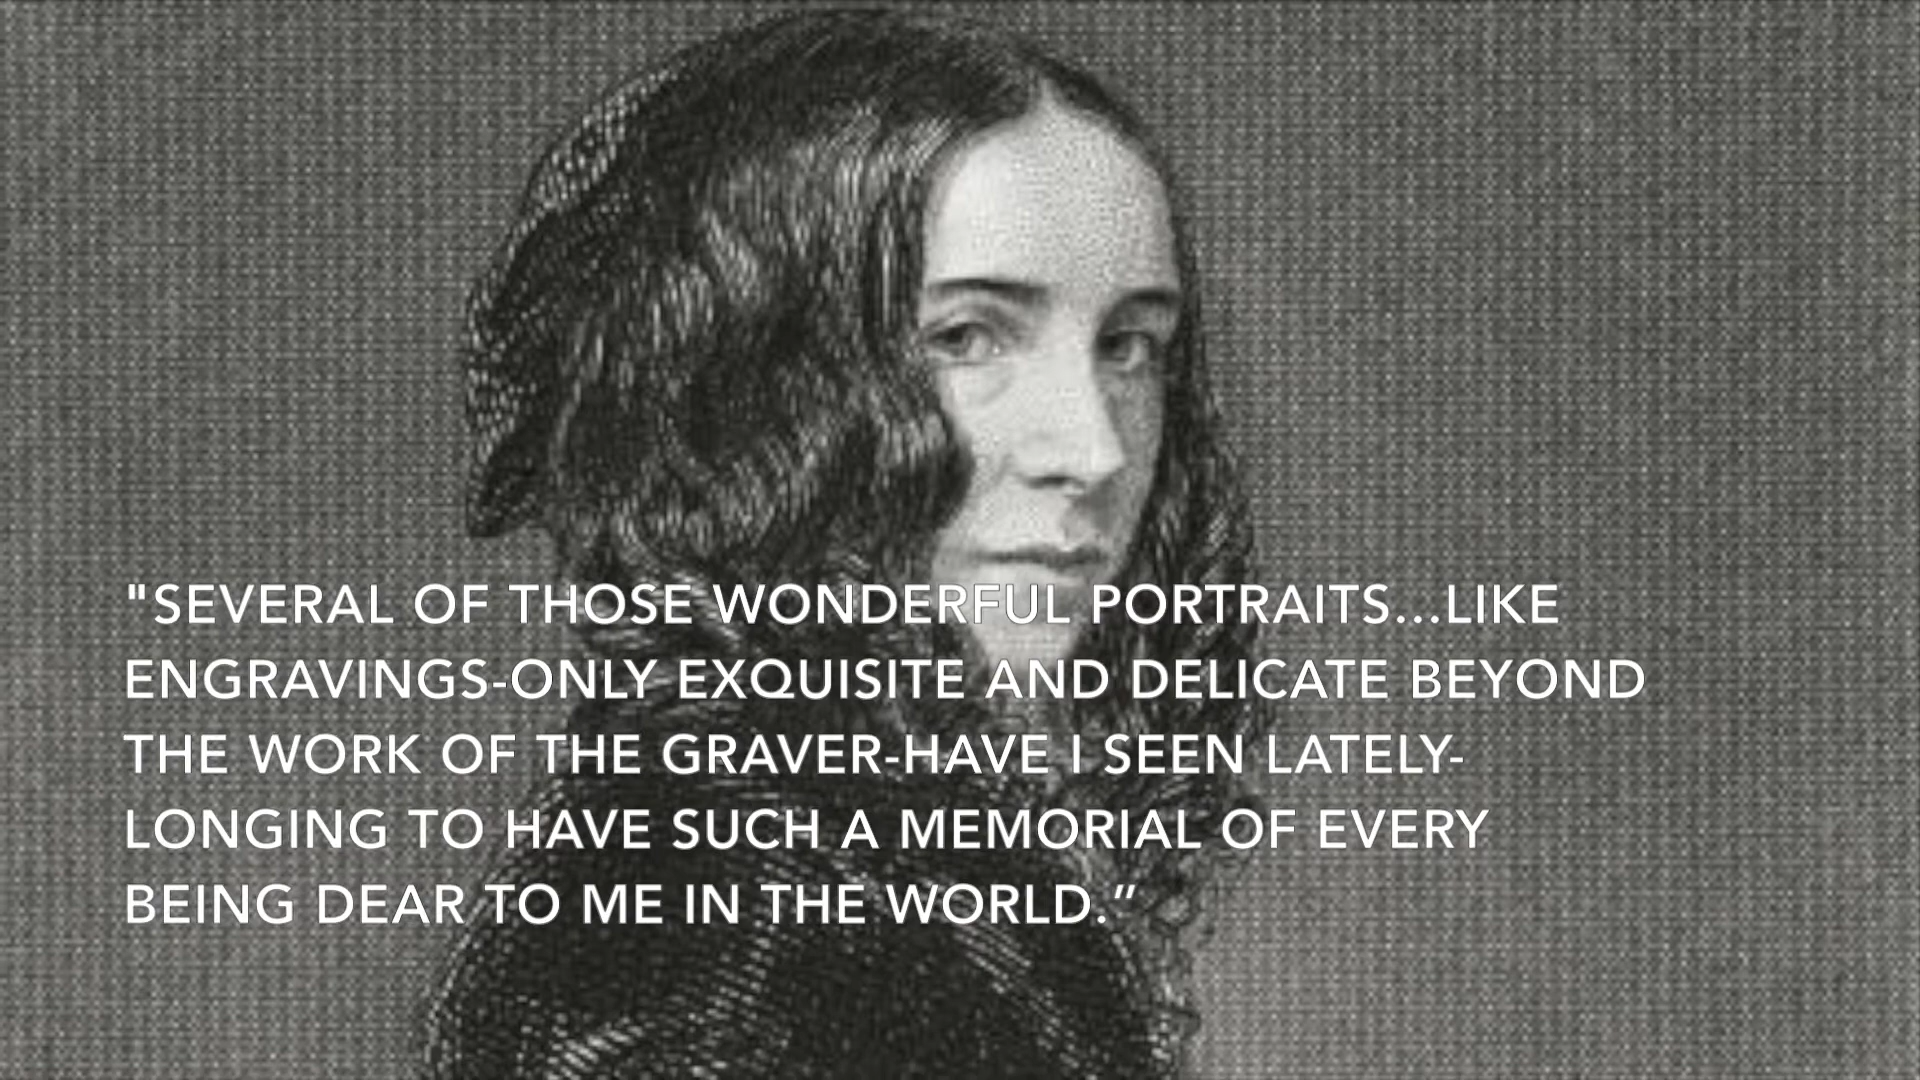 "SEVERAL OF THOSE WONDERFUL PORTRAITS...LIKE
ENGRAVINGS-ONLY EXQUISITE AND DELICATE BEYOND
THE WORK OF THE GRAVER-HAVE I SEEN LATELY-
LONGING TO HAVE SUCH A MEMORIAL OF EVERY
BEING DEAR TO ME IN THE WORLD.”